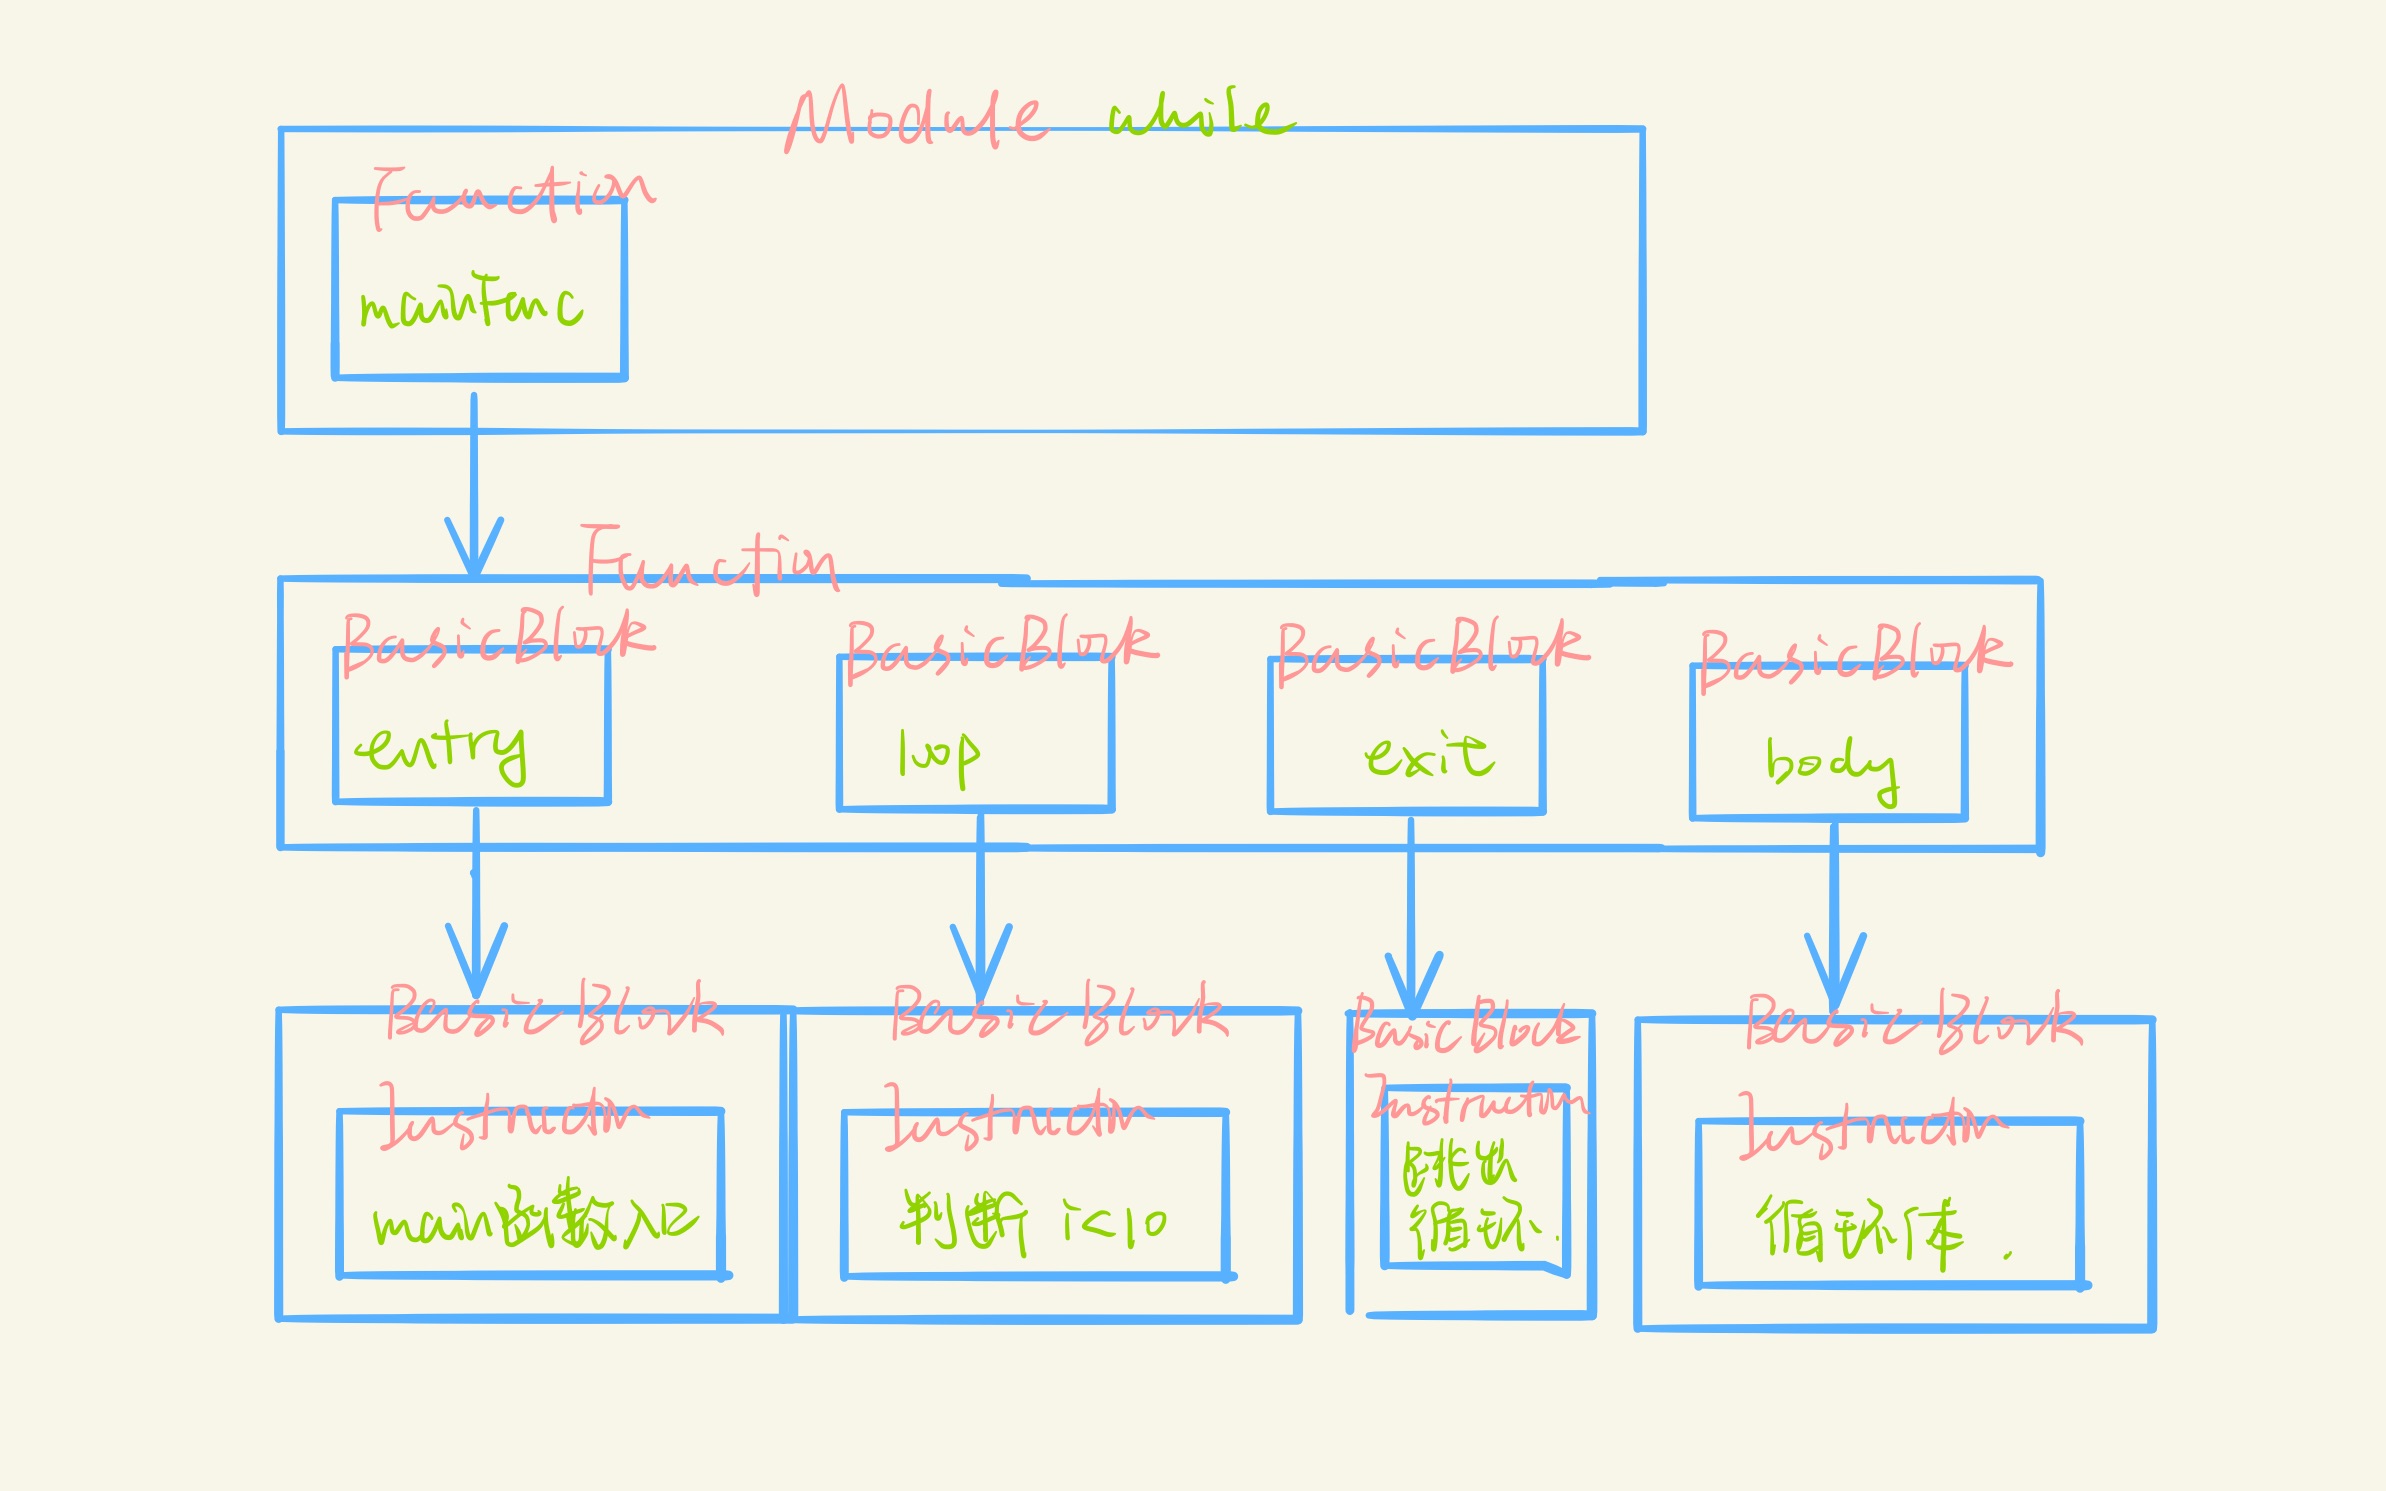 Module while
Function
mainFunc
Function
BasicBlock BasicBlock BasicBlock BasicBlock
entry loop exit body
BasicBlock BasicBlock BasicBlock BasicBlock
Instruction Instruction Instruction Instruction
main函数入口 判断 i<10 跳出 循环体.
循环.